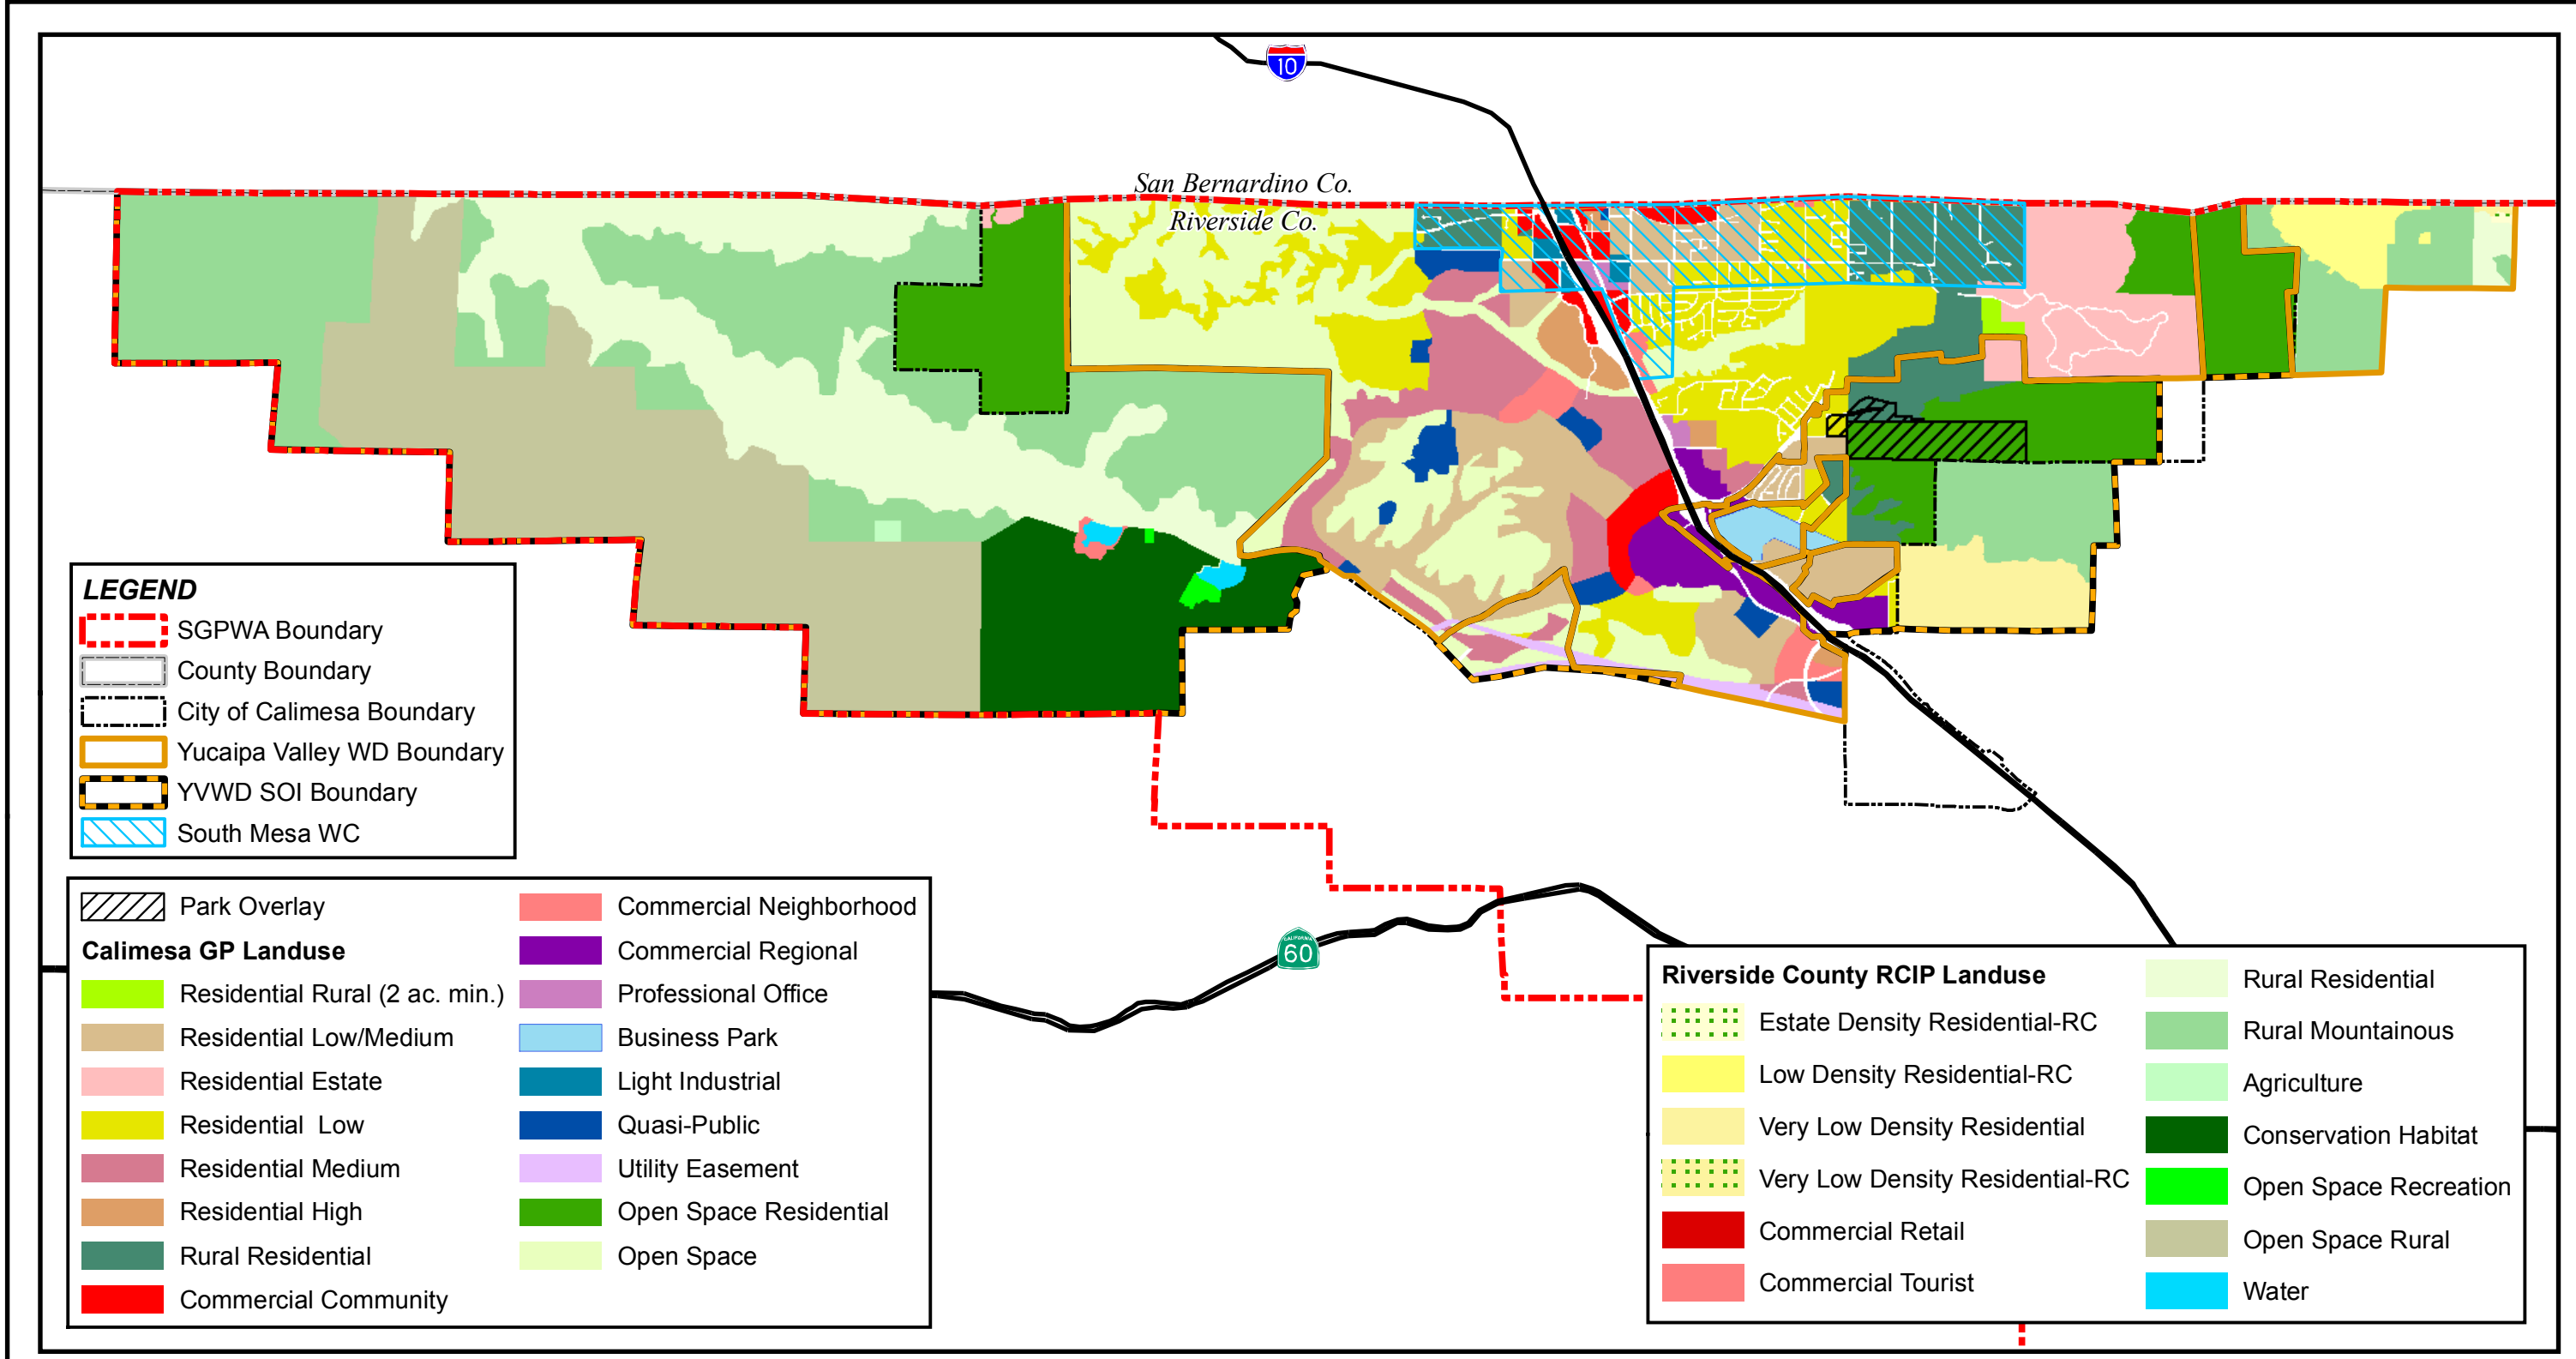 10
San Bernardino Co.
Riverside Co.
LEGEND
SGPWA Boundary
County Boundary
City of Calimesa Boundary
Yucaipa Valley WD Boundary
YVWD SOI Boundary
South Mesa WC
Park Overlay
Calimesa GP Landuse
Residential Rural (2 ac. min.)
Residential Low/Medium
Residential Estate
Residential Low
Residential Medium
Residential High
Rural Residential
Commercial Community
Commercial Neighborhood
Commercial Regional
Professional Office
Business Park
Light Industrial
Quasi-Public
Utility Easement
Open Space Residential
Open Space
CALIFORNIA
60
Riverside County RCIP Landuse
Estate Density Residential-RC
Low Density Residential-RC
Very Low Density Residential
Very Low Density Residential-RC
Commercial Retail
Commercial Tourist
Rural Residential
Rural Mountainous
Agriculture
Conservation Habitat
Open Space Recreation
Open Space Rural
Water